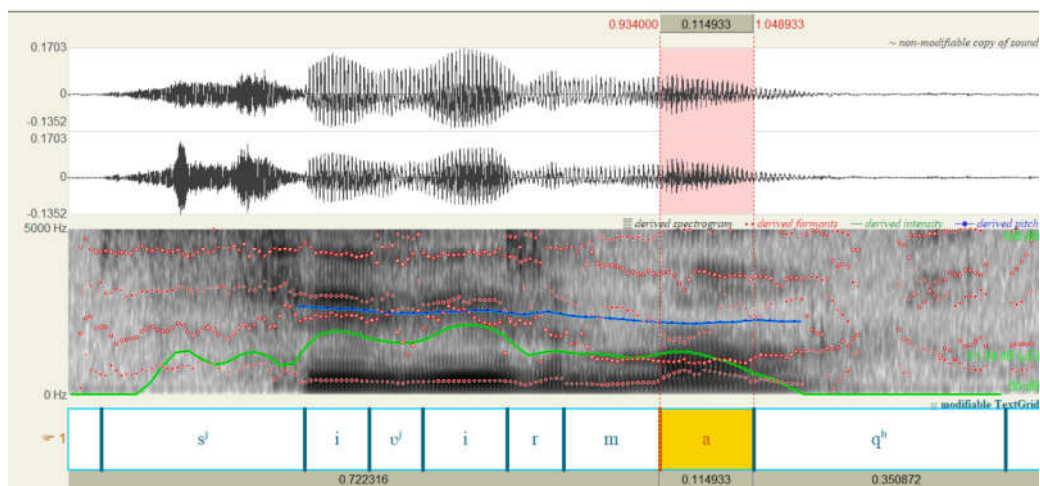 0.934000 0.114933 1.048933
0.1703
~ non-modifiable copy of sound
0
-0.1352
0.1703
0
-0.1352
5000 Hz
derived spectrogram derived formants derived intensity derived pitch
0 Hz
modifiable TextGrid
1 sʲ i ʋʲ i r m a qʰ
0.722316 0.114933 0.350872